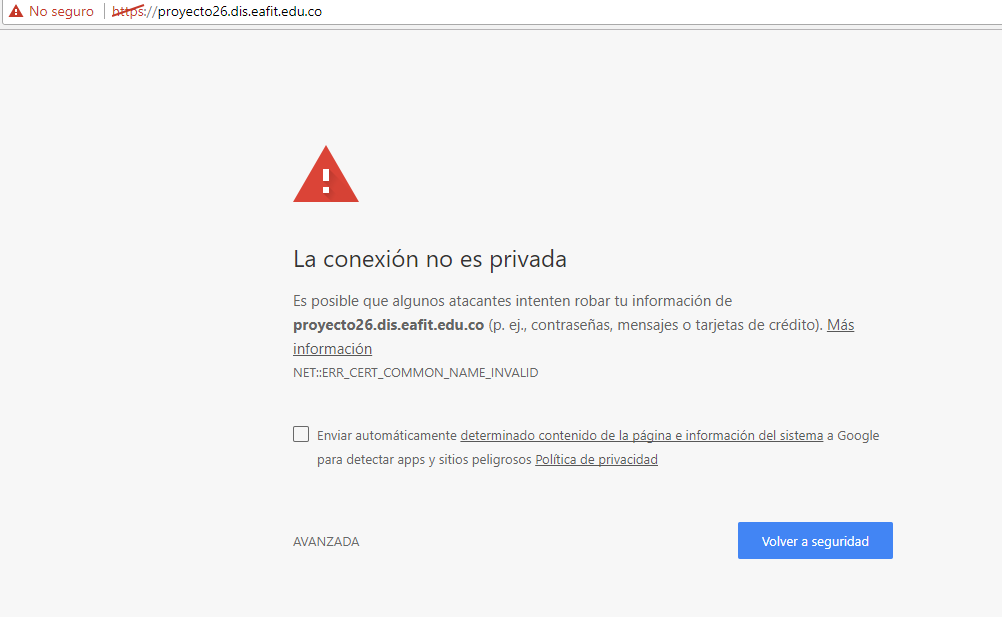 No seguro | https://proyecto26.dis.eafit.edu.co
La conexión no es privada
Es posible que algunos atacantes intenten robar tu información de
proyecto26.dis.eafit.edu.co (p. ej., contraseñas, mensajes o tarjetas de crédito). Más
información
NET::ERR_CERT_COMMON_NAME_INVALID
Enviar automáticamente determinado contenido de la página e información del sistema a Google
para detectar apps y sitios peligrosos Política de privacidad
AVANZADA
Volver a seguridad